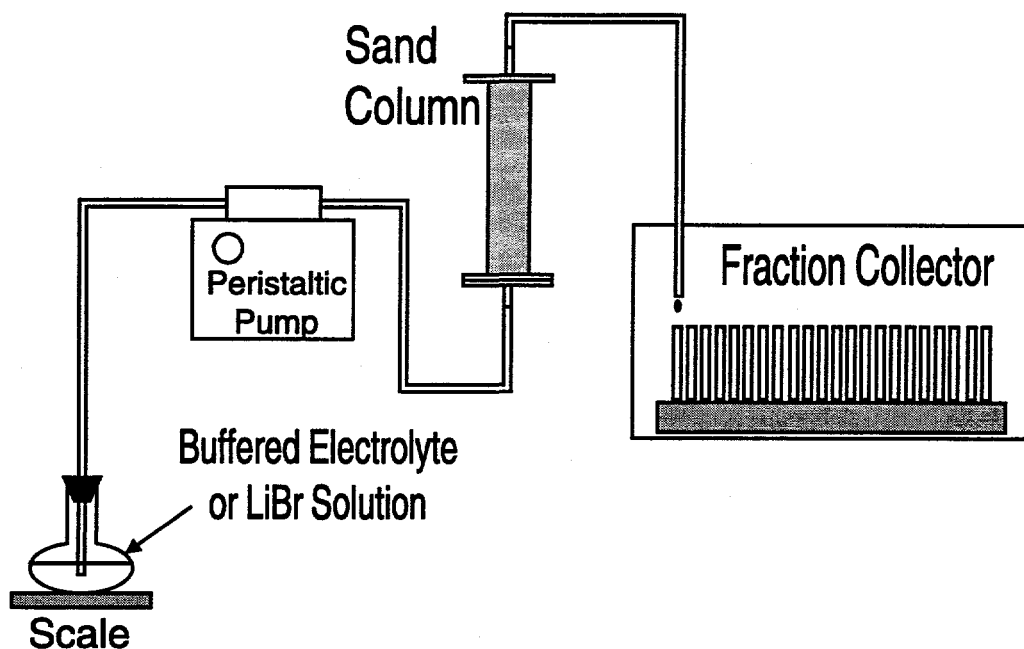 Sand
Column
Peristaltic
Pump
Fraction Collector
Buffered Electrolyte
or LiBr Solution
Scale